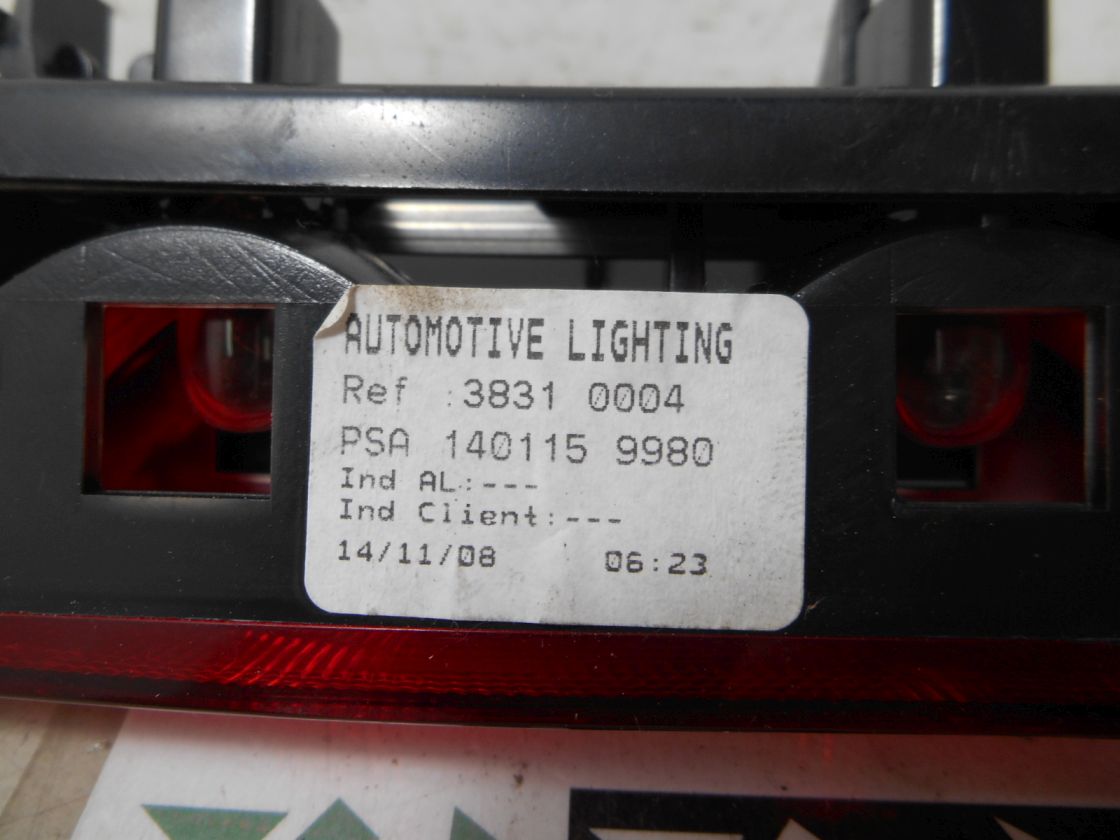 AUTOMOTIVE LIGHTING
Ref :3831 0004
PSA 140115 9980
Ind AL:---
Ind Client:---
14/11/08 06:23